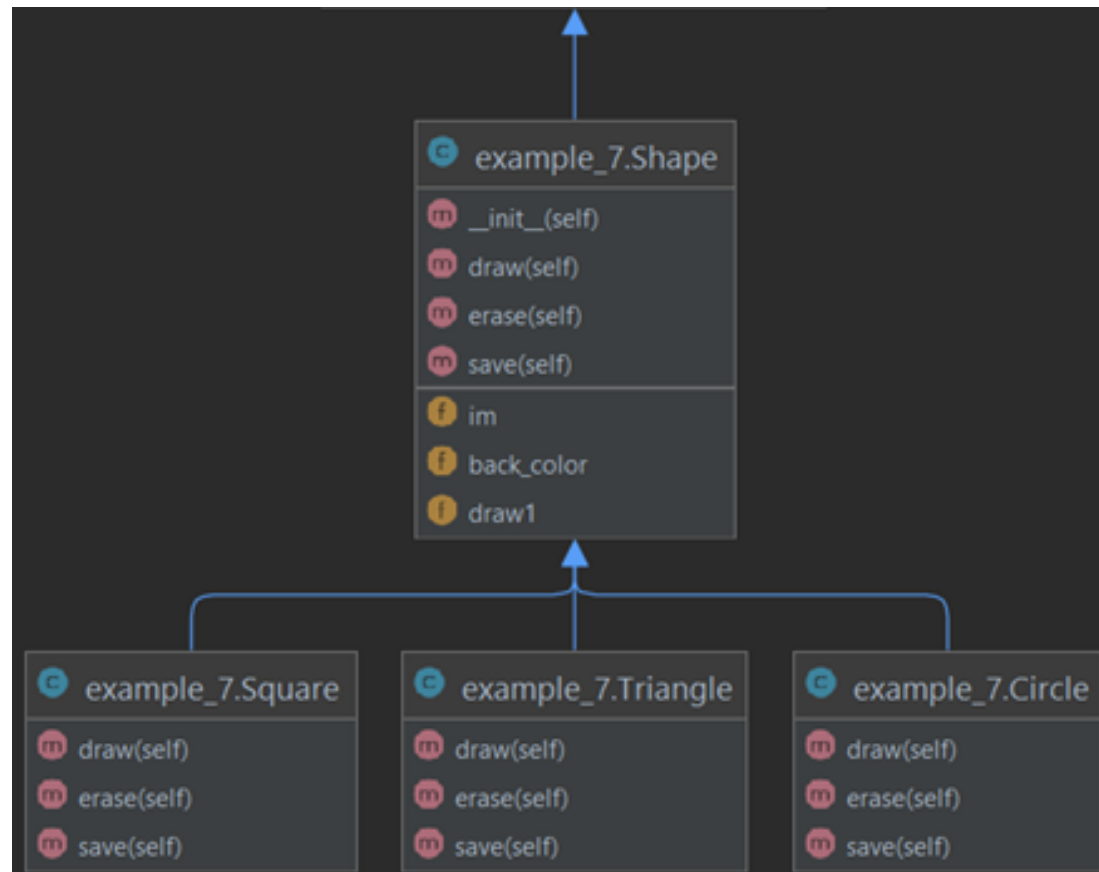 c example_7.Shape
m __init__(self)
m draw(self)
m erase(self)
m save(self)
f im
f back_color
f draw1
c example_7.Square
m draw(self)
m erase(self)
m save(self)
c example_7.Triangle
m draw(self)
m erase(self)
m save(self)
c example_7.Circle
m draw(self)
m erase(self)
m save(self)